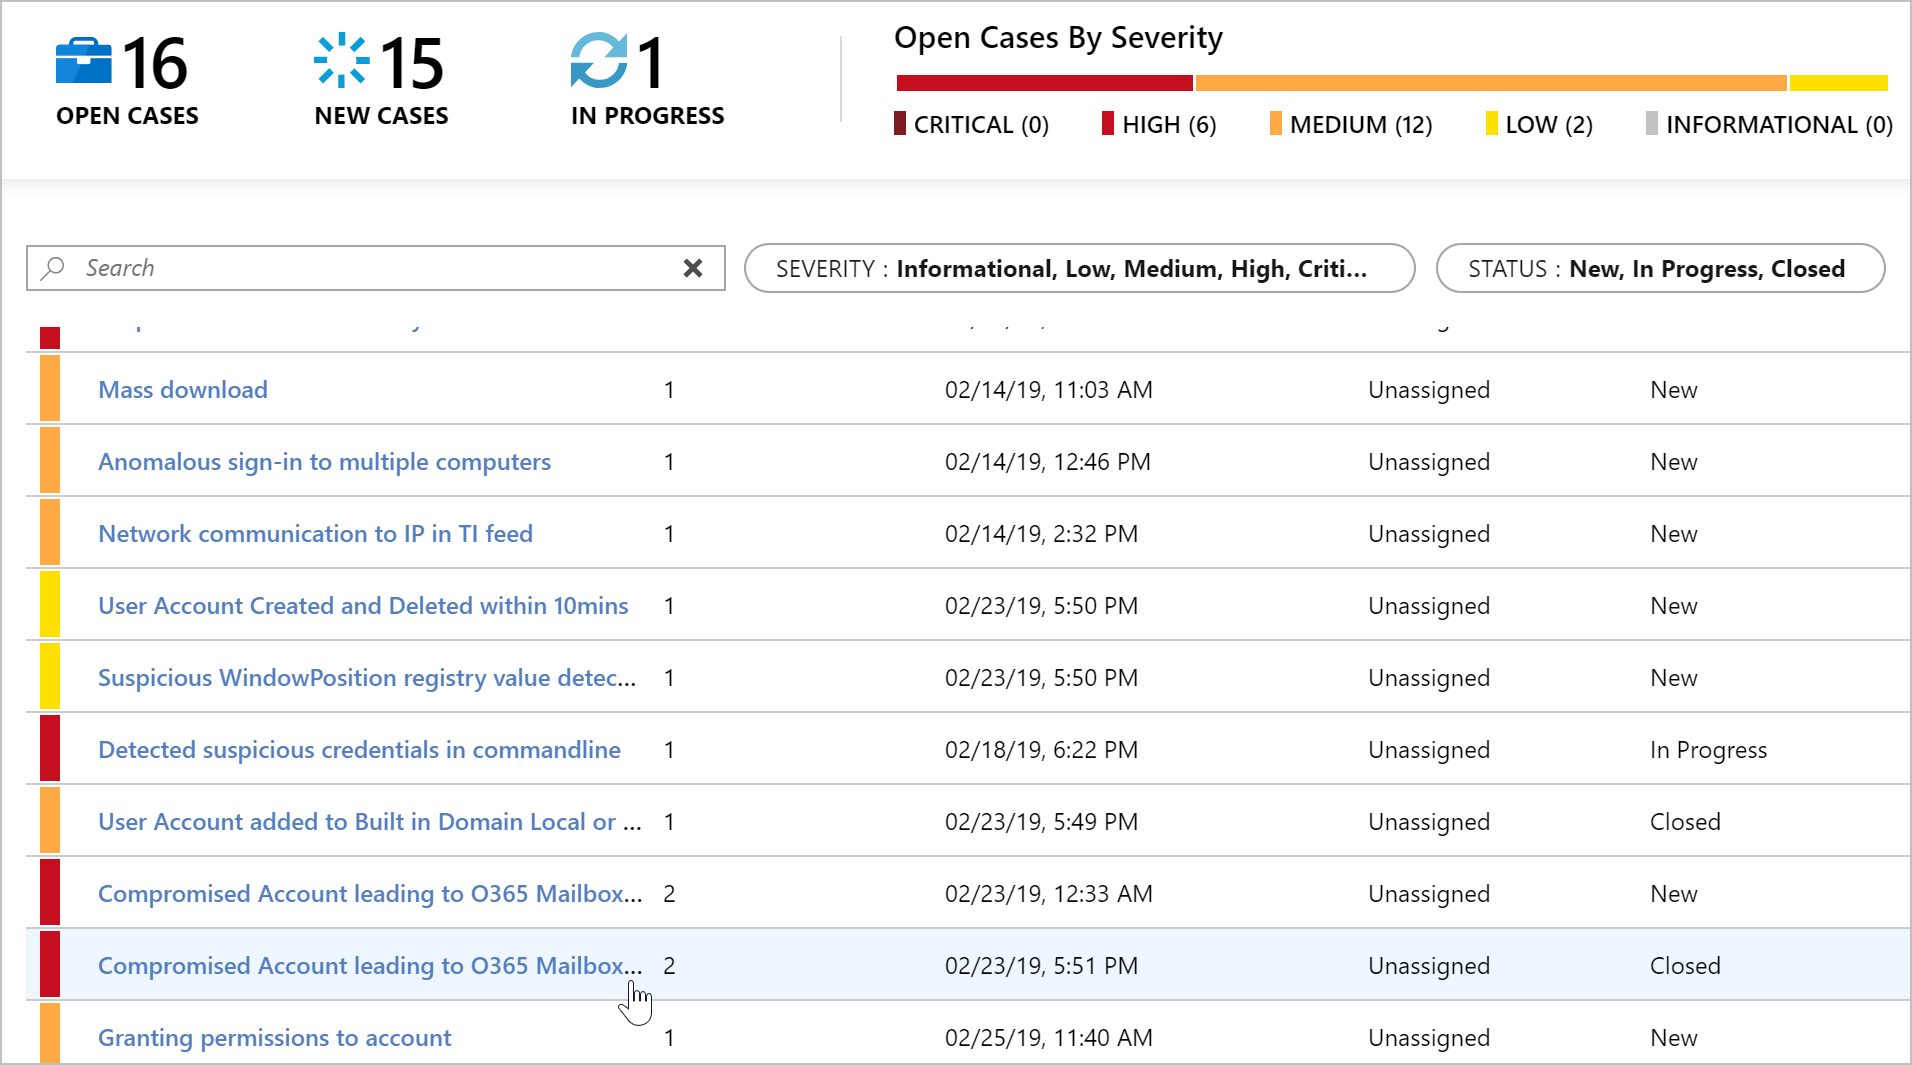 16
OPEN CASES
15
NEW CASES
1
IN PROGRESS
Open Cases By Severity
CRITICAL (0) HIGH (6) MEDIUM (12) LOW (2) INFORMATIONAL (0)
Search SEVERITY : Informational, Low, Medium, High, Criti... STATUS : New, In Progress, Closed
Mass download 1 02/14/19, 11:03 AM Unassigned New
Anomalous sign-in to multiple computers 1 02/14/19, 12:46 PM Unassigned New
Network communication to IP in TI feed 1 02/14/19, 2:32 PM Unassigned New
User Account Created and Deleted within 10mins 1 02/23/19, 5:50 PM Unassigned New
Suspicious WindowPosition registry value detec... 1 02/23/19, 5:50 PM Unassigned New
Detected suspicious credentials in commandline 1 02/18/19, 6:22 PM Unassigned In Progress
User Account added to Built in Domain Local or ... 1 02/23/19, 5:49 PM Unassigned Closed
Compromised Account leading to O365 Mailbox... 2 02/23/19, 12:33 AM Unassigned New
Compromised Account leading to O365 Mailbox... 2 02/23/19, 5:51 PM Unassigned Closed
Granting permissions to account 1 02/25/19, 11:40 AM Unassigned New